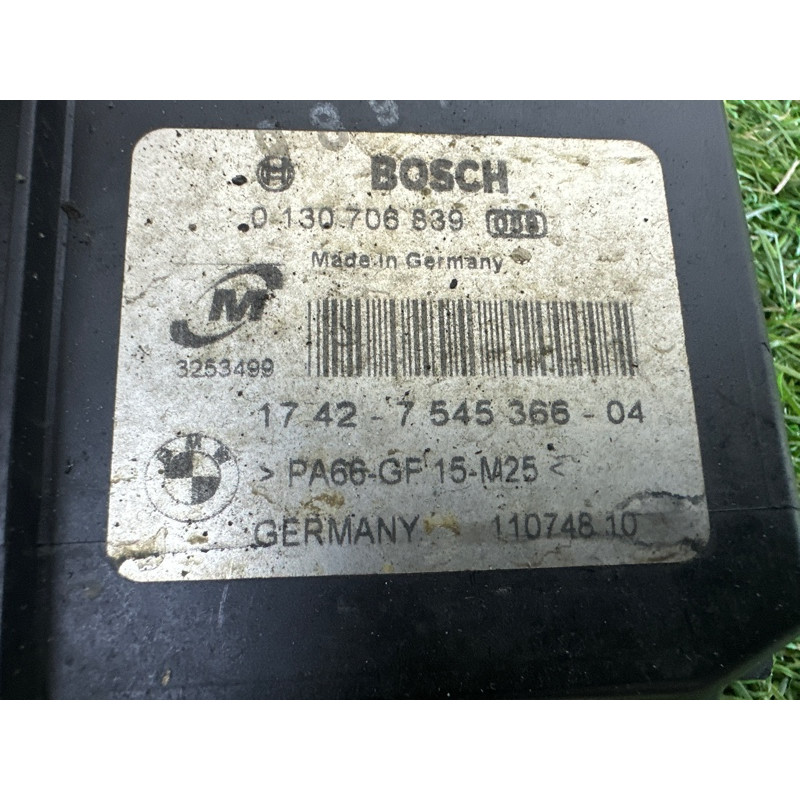 BOSCH
0 130 706 839
Made in Germany
M
3253499
17 42 - 7 545 366 - 04
BMW
> PA66-GF 15-M25 <
GERMANY 110748 10